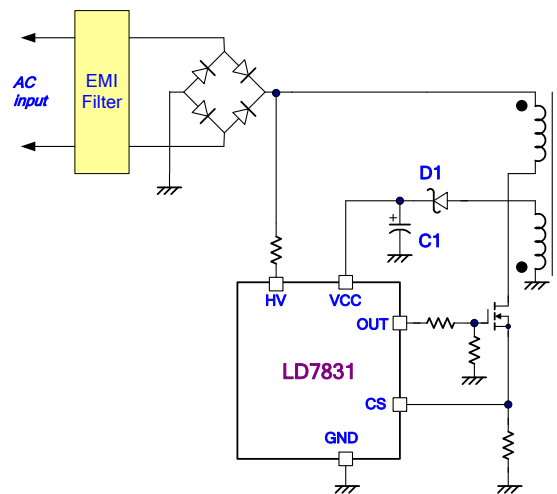 AC
input
EMI
Filter
D1
+
C1
HV
VCC
OUT
LD7831
CS
GND